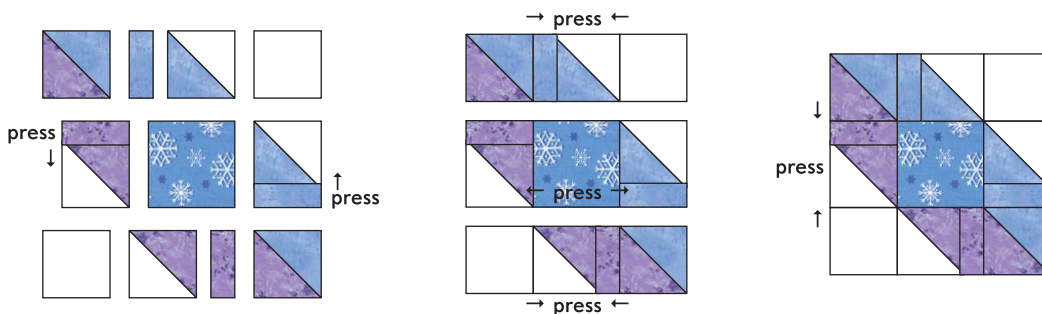 press
↓
↑
press
→ press ←
← press →
→ press ←
↓
press
↑